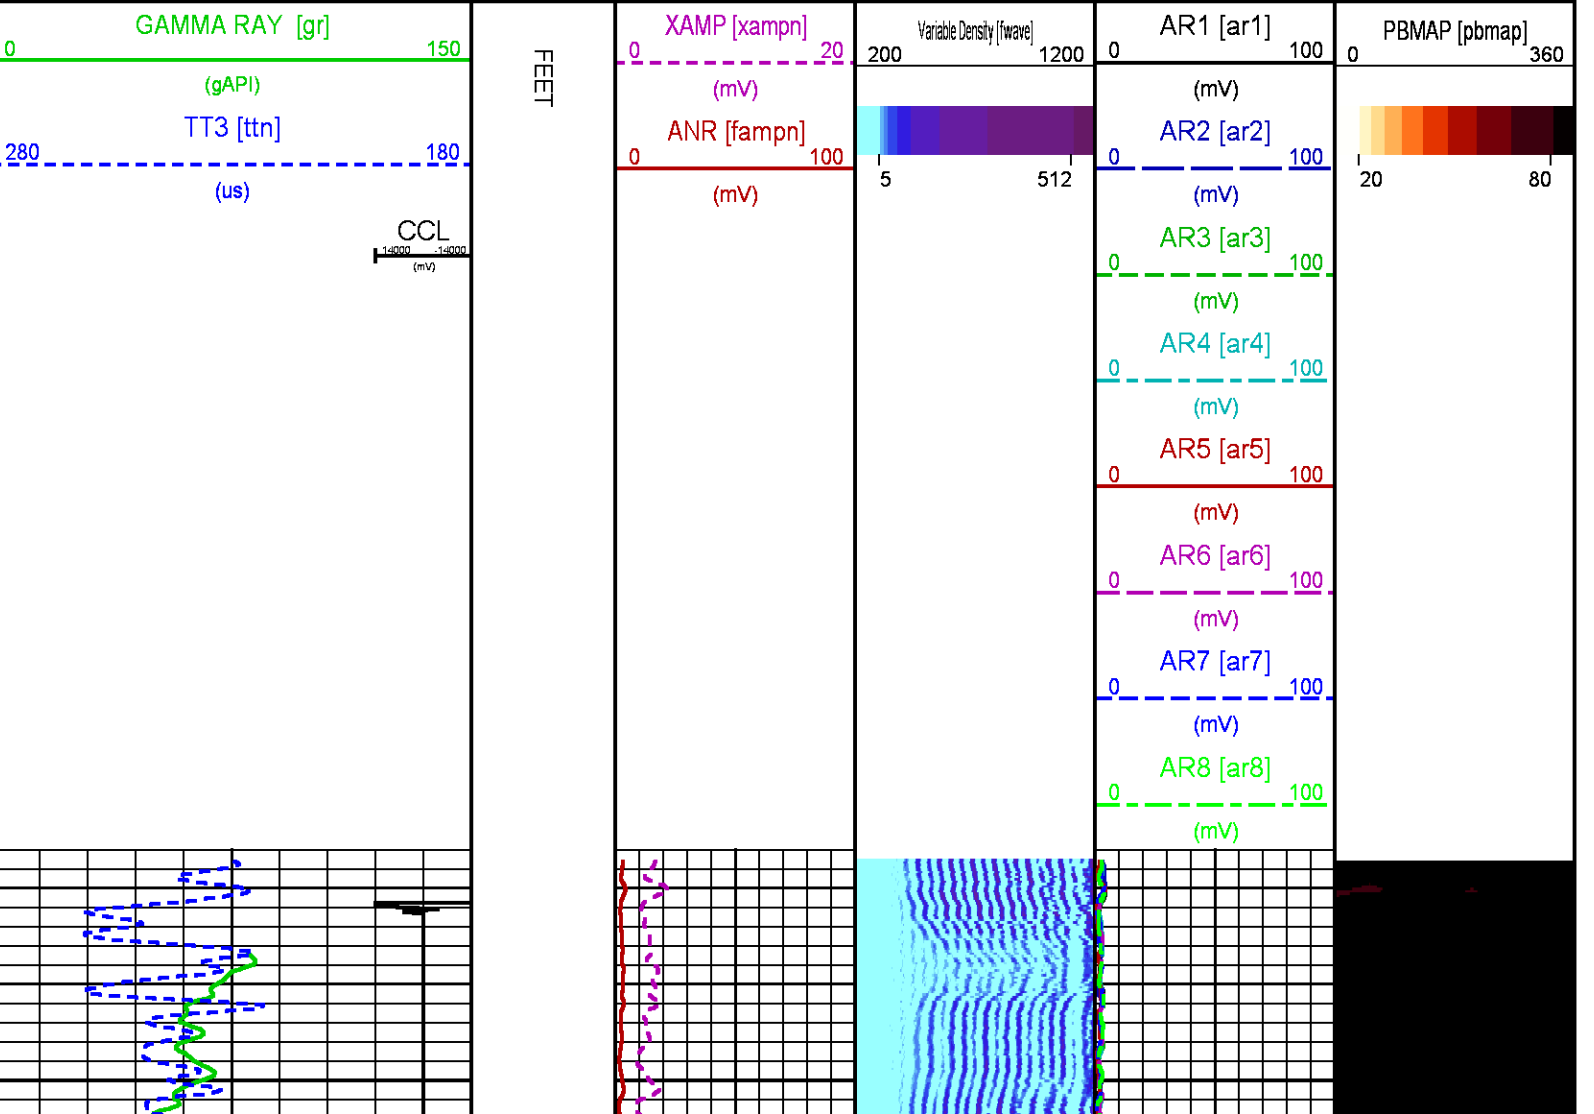 GAMMA RAY [gr]
0 150
(gAPI)
TT3 [ttn]
280 180
(us)
CCL
14000 -14000
(mV)
FEET
XAMP [xampn]
0 20
(mV)
ANR [fampn]
0 100
(mV)
Variable Density [fwave]
200 1200
5 512
AR1 [ar1]
0 100
(mV)
AR2 [ar2]
0 100
(mV)
AR3 [ar3]
0 100
(mV)
AR4 [ar4]
0 100
(mV)
AR5 [ar5]
0 100
(mV)
AR6 [ar6]
0 100
(mV)
AR7 [ar7]
0 100
(mV)
AR8 [ar8]
0 100
(mV)
PBMAP [pbmap]
0 360
20 80